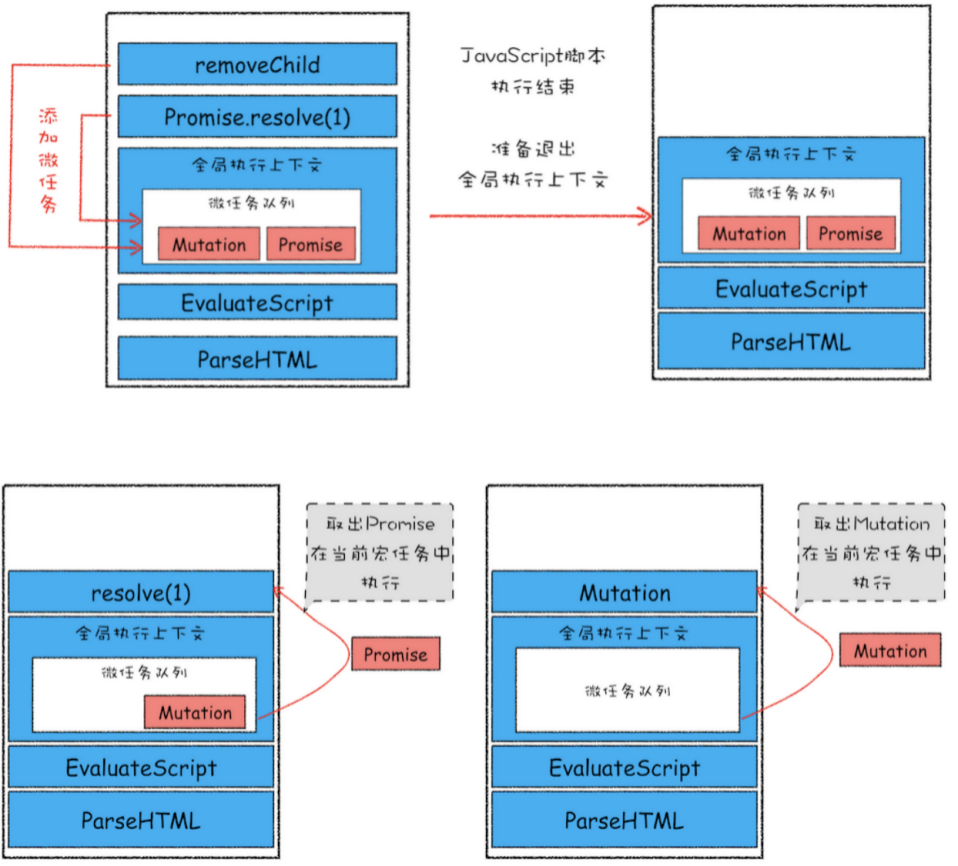 removeChild
Promise.resolve(1)
添
加
微
任
务
全局执行上下文
微任务队列
Mutation
Promise
EvaluateScript
ParseHTML
JavaScript脚本
执行结束
准备退出
全局执行上下文
全局执行上下文
微任务队列
Mutation
Promise
EvaluateScript
ParseHTML
resolve(1)
全局执行上下文
微任务队列
Mutation
EvaluateScript
ParseHTML
取出Promise
在当前宏任务中
执行
Promise
Mutation
全局执行上下文
微任务队列
EvaluateScript
ParseHTML
取出Mutation
在当前宏任务中
执行
Mutation